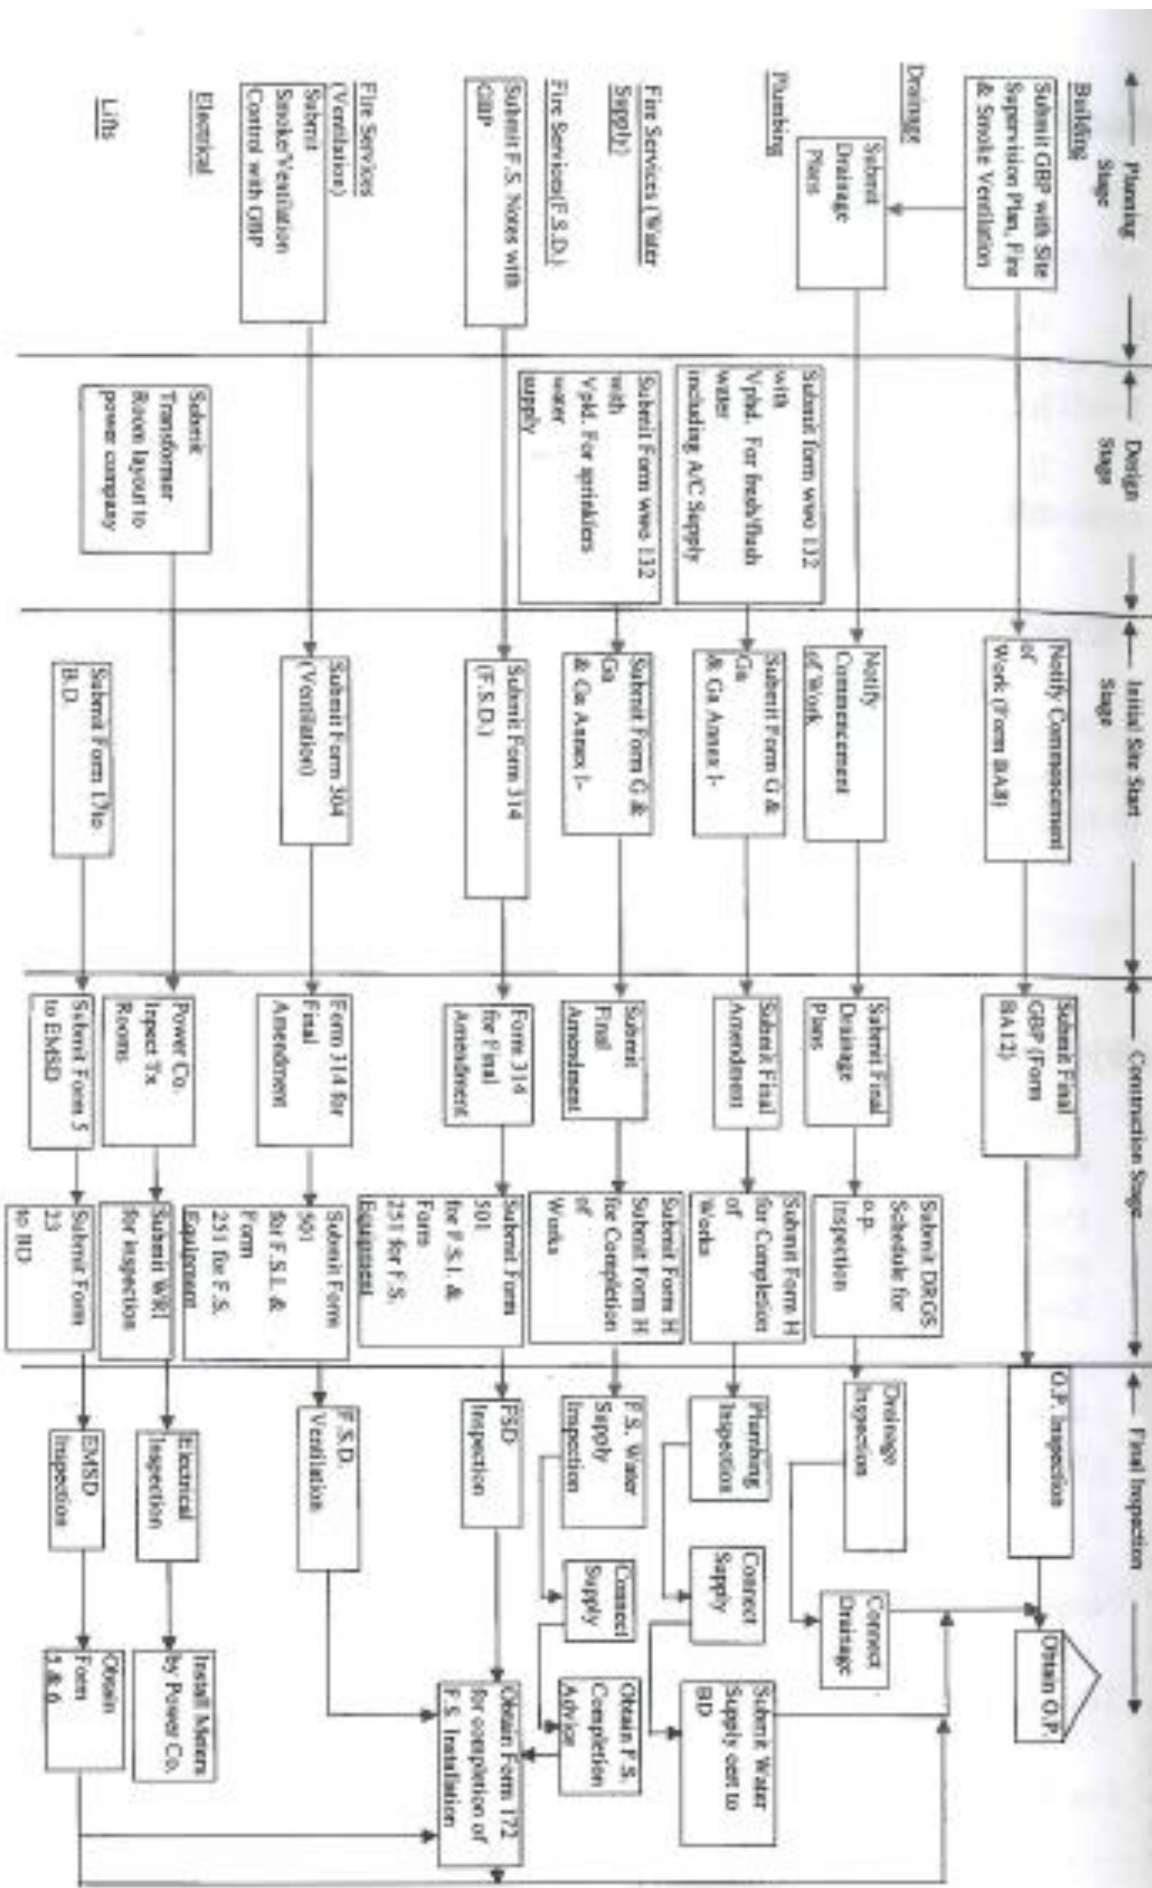 Planning
Stage
Design
Stage
Initial Site Start
Stage
Construction Stage
Final Inspection
Building
Submit GBP with Site
Supervision Plan, Fire
& Smoke Ventilation
Notify Commencement
of
Work (Form BA8)
Submit Final
GBP (Form
BA12)
O.P. Inspection
Obtain O.P.
Drainage
Submit
Drainage
Plans
Notify
Commencement
of Work
Submit Final
Drainage
Plans
Submit DRGS
Schedule for
o.p.
Inspection
Drainage
Inspection
Connect
Drainage
Plumbing
Submit form wwo 132
with
For fresh/flush
water
including A/C Supply
Submit Form G &
Ga
& Ga Annex I-
Submit Final
Amendment
Submit Form H
for Completion
of
Works
Plumbing
Inspection
Connect
Supply
Submit Water
Supply cert to
BD
Fire Services (Water
Supply)
Submit Form wwo 132
with
For sprinklers
water
supply
Submit Form G &
Ga
& Ga Annex I-
Submit
Final
Amendment
Submit Form H
Submit Form H
for Completion
of
Works
F.S. Water
Supply
Inspection
Connect
Supply
Obtain F.S.
Completion
Advice
Fire Services(F.S.D.)
Submit F.S. Notes with
GBP
Submit Form 314
(F.S.D.)
Form 314
for Final
Amendment
Submit Form
501
for F.S.I. &
Form
251 for F.S.
Equipment
FSD
Inspection
Obtain Form 172
for completion of
F.S. Installation
Fire Services
(Ventilation)
Submit
Smoke/Ventilation
Control with GBP
Submit Form 304
(Ventilation)
Form 314 for
Final
Amendment
Submit Form
501
for F.S.I. &
Form
251 for F.S.
Equipment
F.S.D.
Ventilation
Electrical
Submit
Transformer
Room layout to
power company
Power Co.
Inpect Tx
Rooms
Submit WR1
for inspection
Electrical
Inspection
Install Meters
by Power Co.
Lifts
Submit Form 17to
B.D
Submit Form 5
to EMSD
Submit Form
23
to BD
EMSD
Inspection
Obtain
Form
5 & 6